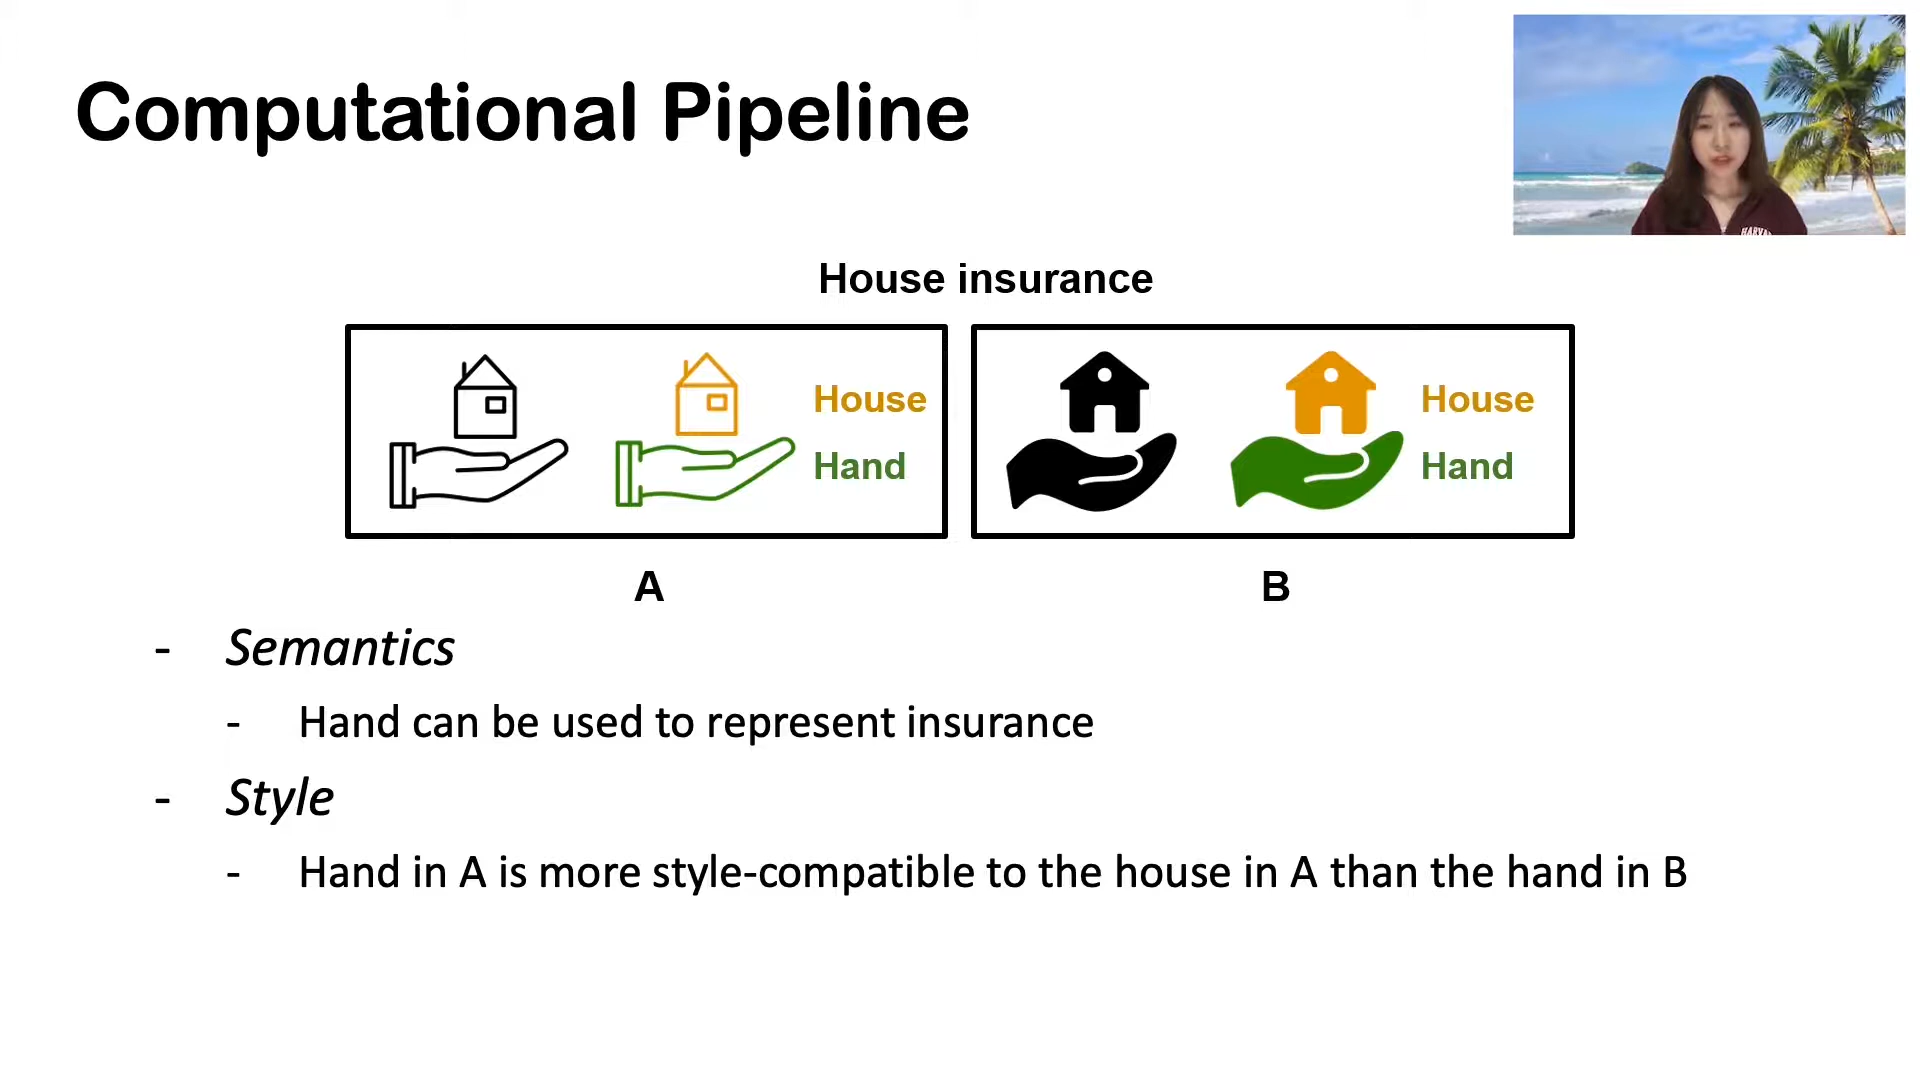 Computational Pipeline
House insurance
House
Hand
House
Hand
A
B
- Semantics
- Hand can be used to represent insurance
- Style
- Hand in A is more style-compatible to the house in A than the hand in B